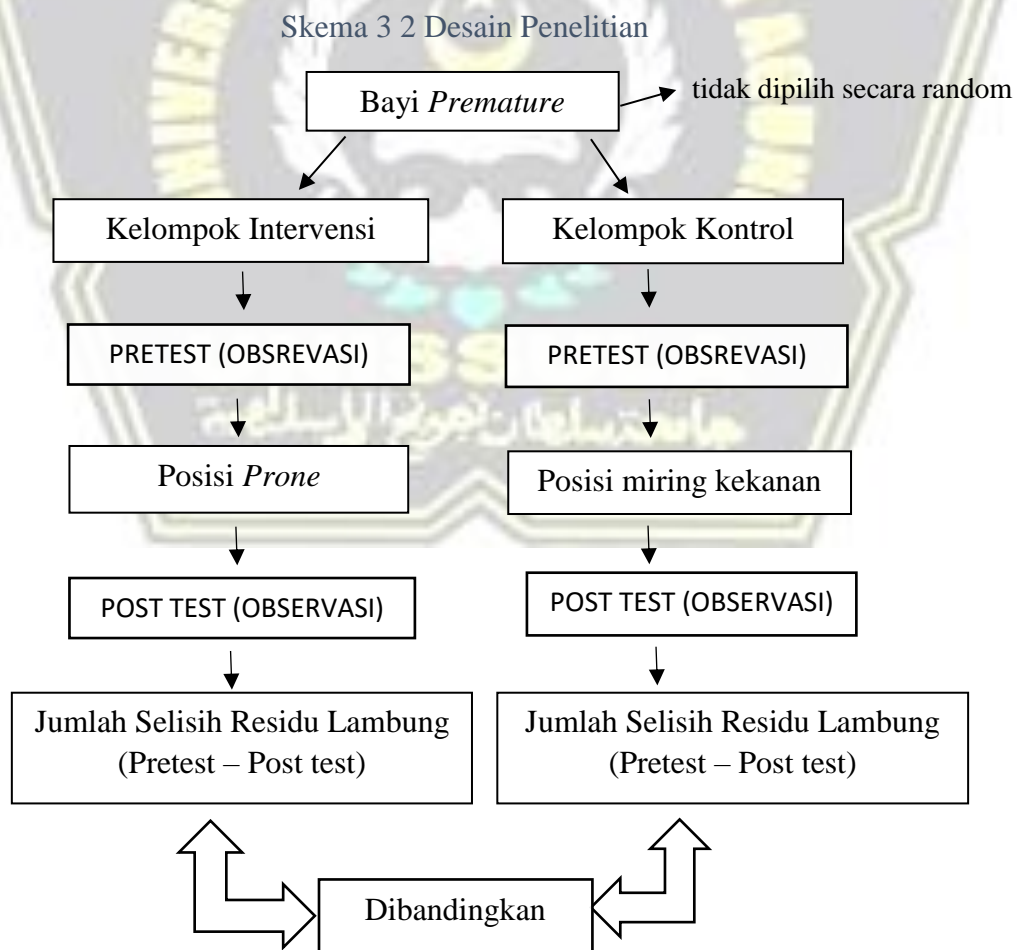 Skema 3 2 Desain Penelitian
Bayi Premature
tidak dipilih secara random
Kelompok Intervensi
Kelompok Kontrol
PRETEST (OBSREVASI)
PRETEST (OBSREVASI)
Posisi Prone
Posisi miring kekanan
POST TEST (OBSERVASI)
POST TEST (OBSERVASI)
Jumlah Selisih Residu Lambung
(Pretest – Post test)
Jumlah Selisih Residu Lambung
(Pretest – Post test)
Dibandingkan